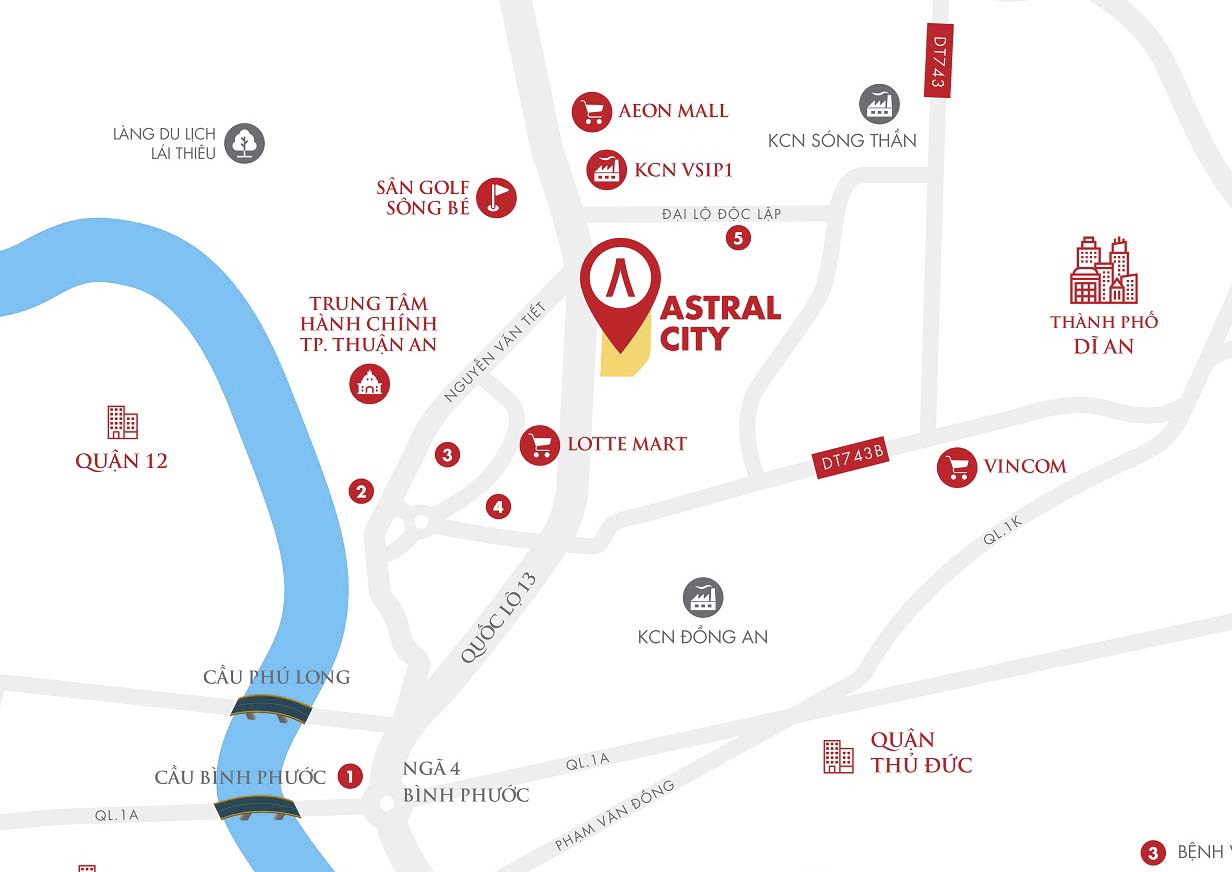 DT743
AEON MALL
KCN SÓNG THẦN
LÀNG DU LỊCH
LÁI THIÊU
KCN VSIP1
SÂN GOLF
SÔNG BÉ
ĐẠI LỘ ĐỘC LẬP
5
ASTRAL
CITY
THÀNH PHỐ
DĨ AN
TRUNG TÂM
HÀNH CHÍNH
TP. THUẬN AN
NGUYỄN VĂN TIẾT
QUẬN 12
3
LOTTE MART
DT743B
VINCOM
2
4
QL.1K
QUỐC LỘ 13
KCN ĐỒNG AN
CẦU PHÚ LONG
QUẬN
THỦ ĐỨC
CẦU BÌNH PHƯỚC
1
NGÃ 4
BÌNH PHƯỚC
QL.1A
QL.1A
PHẠM VĂN ĐỒNG
3 BỆNH